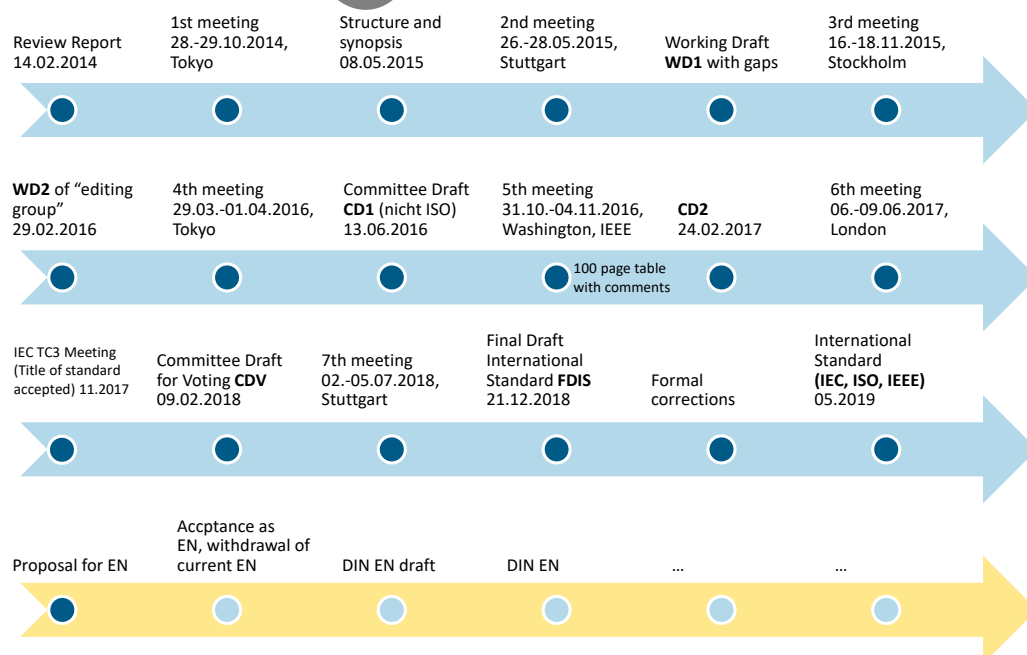 Review Report
14.02.2014
1st meeting
28.-29.10.2014,
Tokyo
Structure and
synopsis
08.05.2015
2nd meeting
26.-28.05.2015,
Stuttgart
Working Draft
WD1 with gaps
3rd meeting
16.-18.11.2015,
Stockholm
WD2 of “editing
group”
29.02.2016
4th meeting
29.03.-01.04.2016,
Tokyo
Committee Draft
CD1 (nicht ISO)
13.06.2016
5th meeting
31.10.-04.11.2016,
Washington, IEEE
100 page table
with comments
CD2
24.02.2017
6th meeting
06.-09.06.2017,
London
IEC TC3 Meeting
(Title of standard
accepted) 11.2017
Committee Draft
for Voting CDV
09.02.2018
7th meeting
02.-05.07.2018,
Stuttgart
Final Draft
International
Standard FDIS
21.12.2018
Formal
corrections
International
Standard
(IEC, ISO, IEEE)
05.2019
Proposal for EN
Accptance as
EN, withdrawal of
current EN
DIN EN draft
DIN EN
...
...